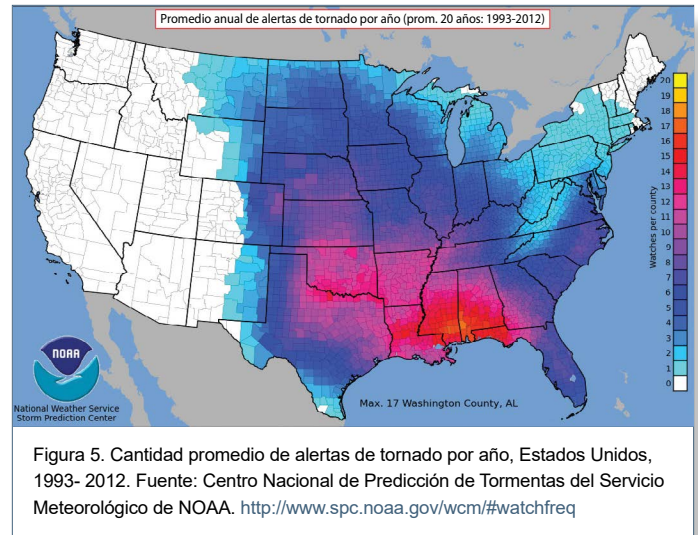 Promedio anual de alertas de tornado por año (prom. 20 años: 1993-2012)
20
19
18
17
16
15
14
13
12
11
10
9
8
7
6
5
4
3
2
1
0
Watches per county
NOAA
National Weather Service
Storm Prediction Center
Max. 17 Washington County, AL
Figura 5. Cantidad promedio de alertas de tornado por año, Estados Unidos,
1993- 2012. Fuente: Centro Nacional de Predicción de Tormentas del Servicio
Meteorológico de NOAA. http://www.spc.noaa.gov/wcm/#watchfreq